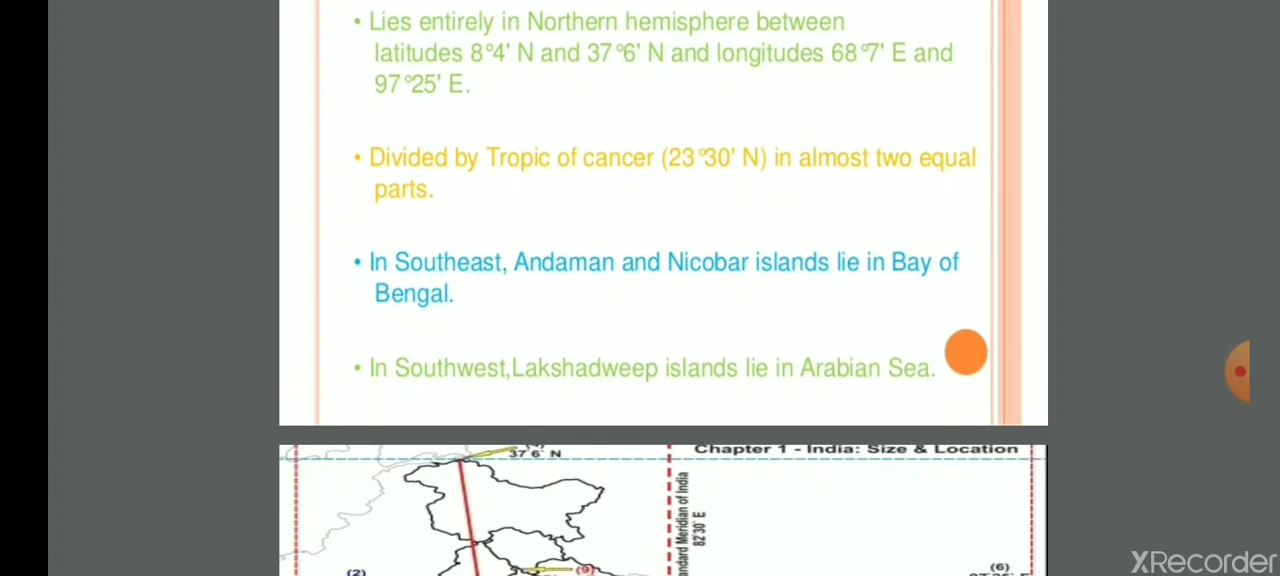 • Lies entirely in Northern hemisphere between
latitudes 8°4' N and 37°6' N and longitudes 68°7' E and
97°25' E.
• Divided by Tropic of cancer (23°30' N) in almost two equal
parts.
• In Southeast, Andaman and Nicobar islands lie in Bay of
Bengal.
• In Southwest,Lakshadweep islands lie in Arabian Sea.
37°6' N
Chapter 1 - India: Size & Location
Meridian of India
82°30' E
(2)
(9)
(6)
XRecorder